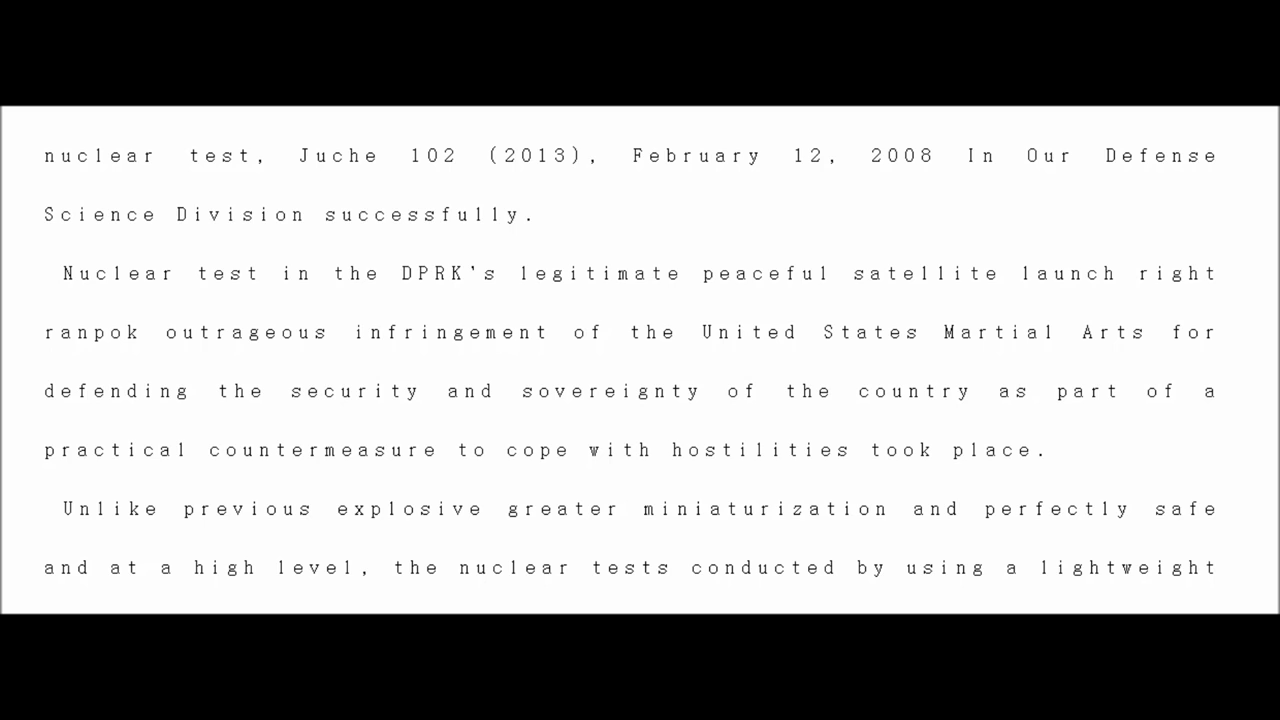 nuclear test, Juche 102 (2013), February 12, 2008 In Our Defense
Science Division successfully.
Nuclear test in the DPRK's legitimate peaceful satellite launch right
ranpok outrageous infringement of the United States Martial Arts for
defending the security and sovereignty of the country as part of a
practical countermeasure to cope with hostilities took place.
Unlike previous explosive greater miniaturization and perfectly safe
and at a high level, the nuclear tests conducted by using a lightweight